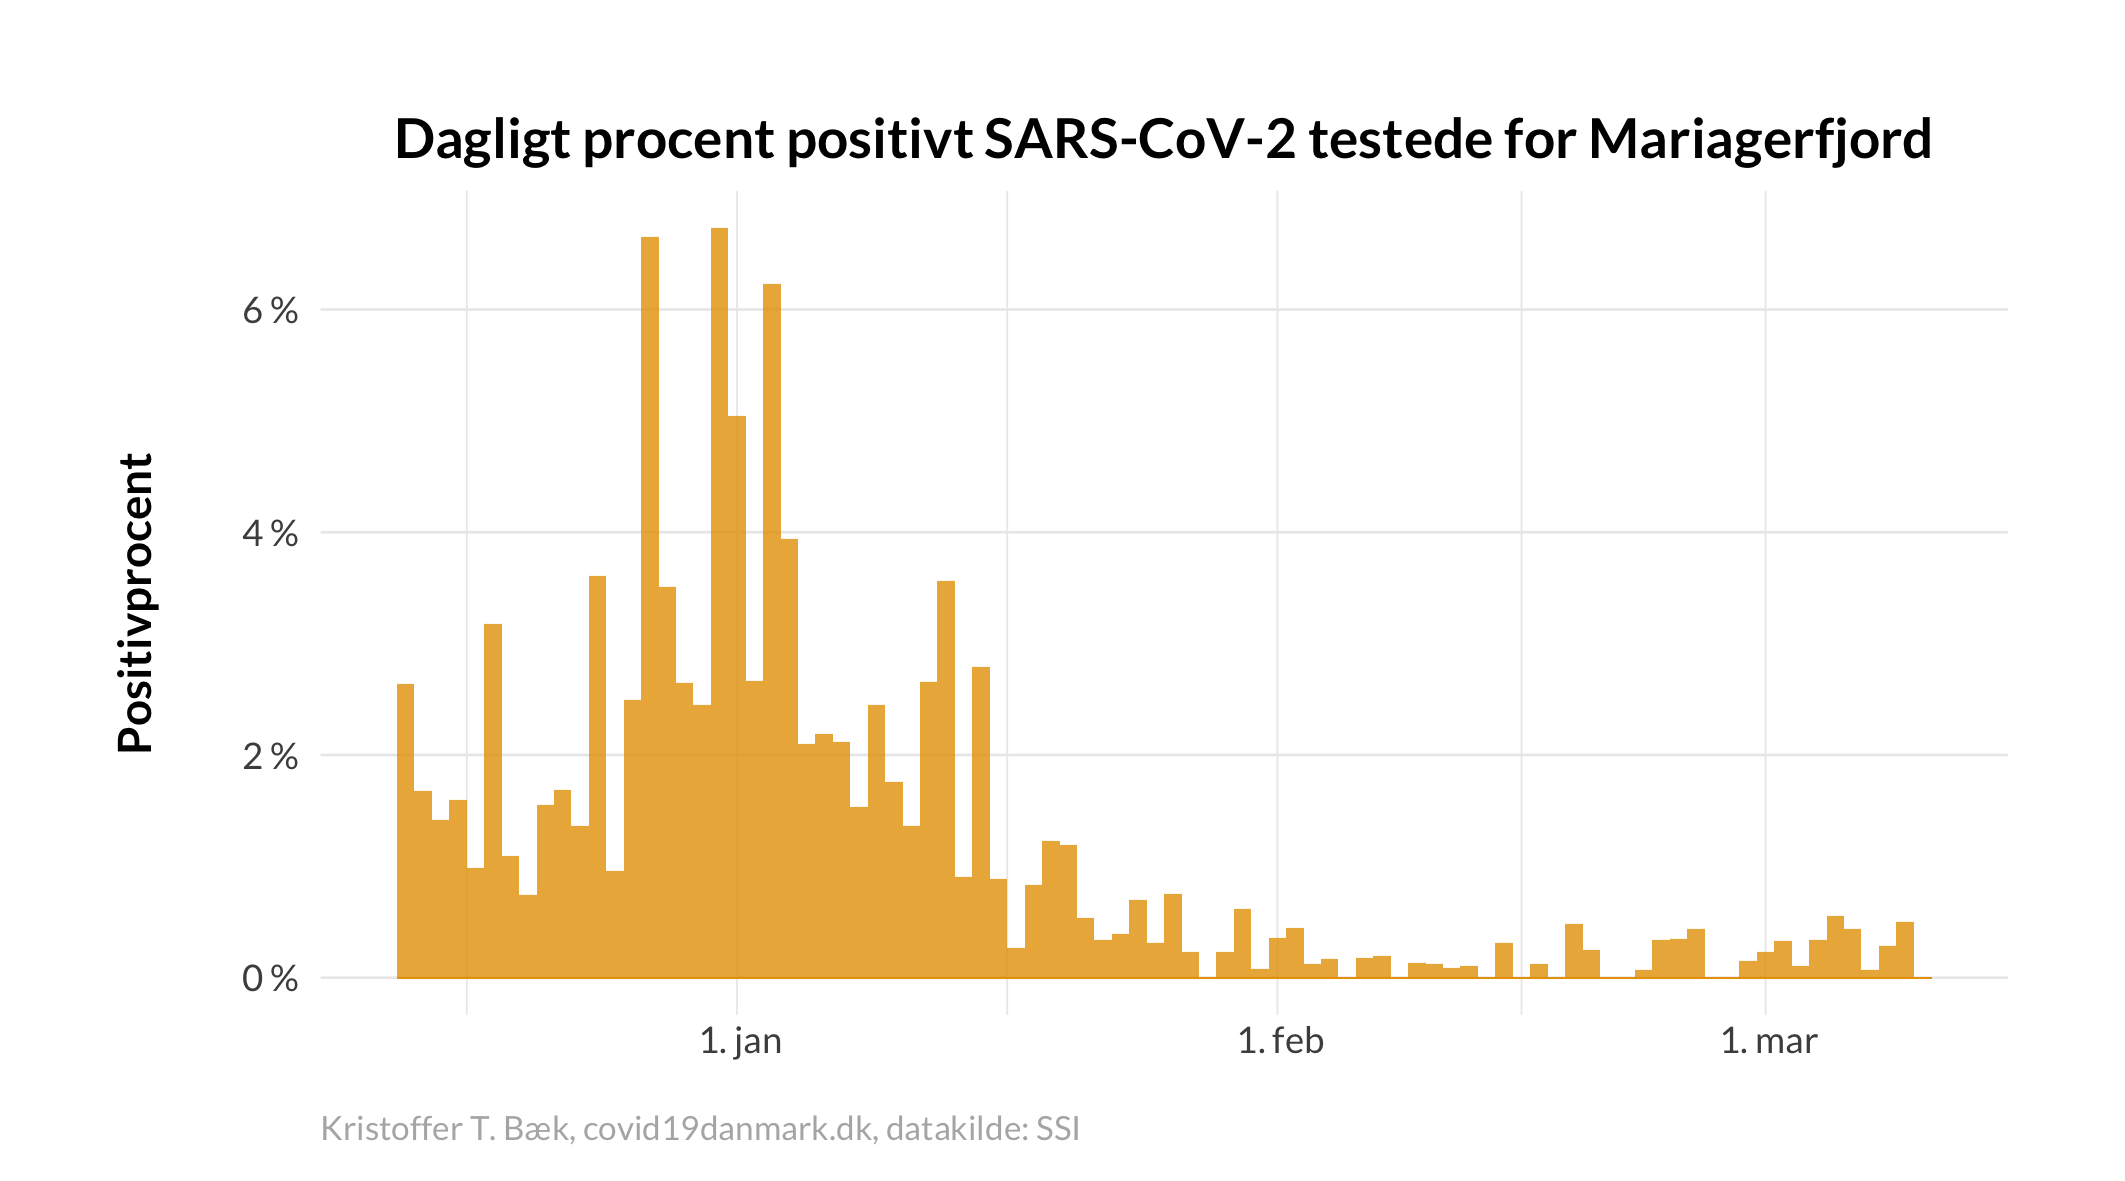 Dagligt procent positivt SARS-CoV-2 testede for Mariagerfjord
Positivprocent
6 %
4 %
2 %
0 %
1. jan
1. feb
1. mar
Kristoffer T. Bæk, covid19danmark.dk, datakilde: SSI